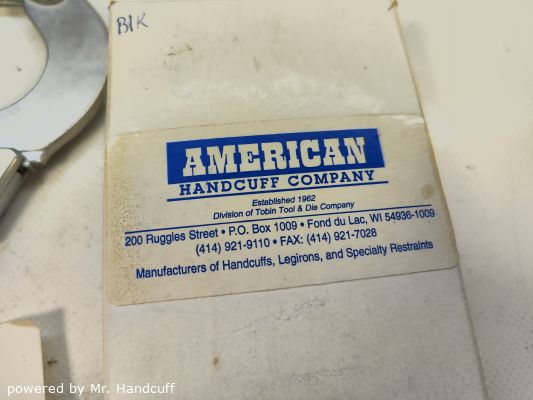 Blk
AMERICAN
HANDCUFF COMPANY
Established 1962
Division of Tobin Tool & Die Company
200 Ruggles Street • P.O. Box 1009 • Fond du Lac, WI 54936-1009
(414) 921-9110 • FAX: (414) 921-7028
Manufacturers of Handcuffs, Legirons, and Specialty Restraints
powered by Mr. Handcuff